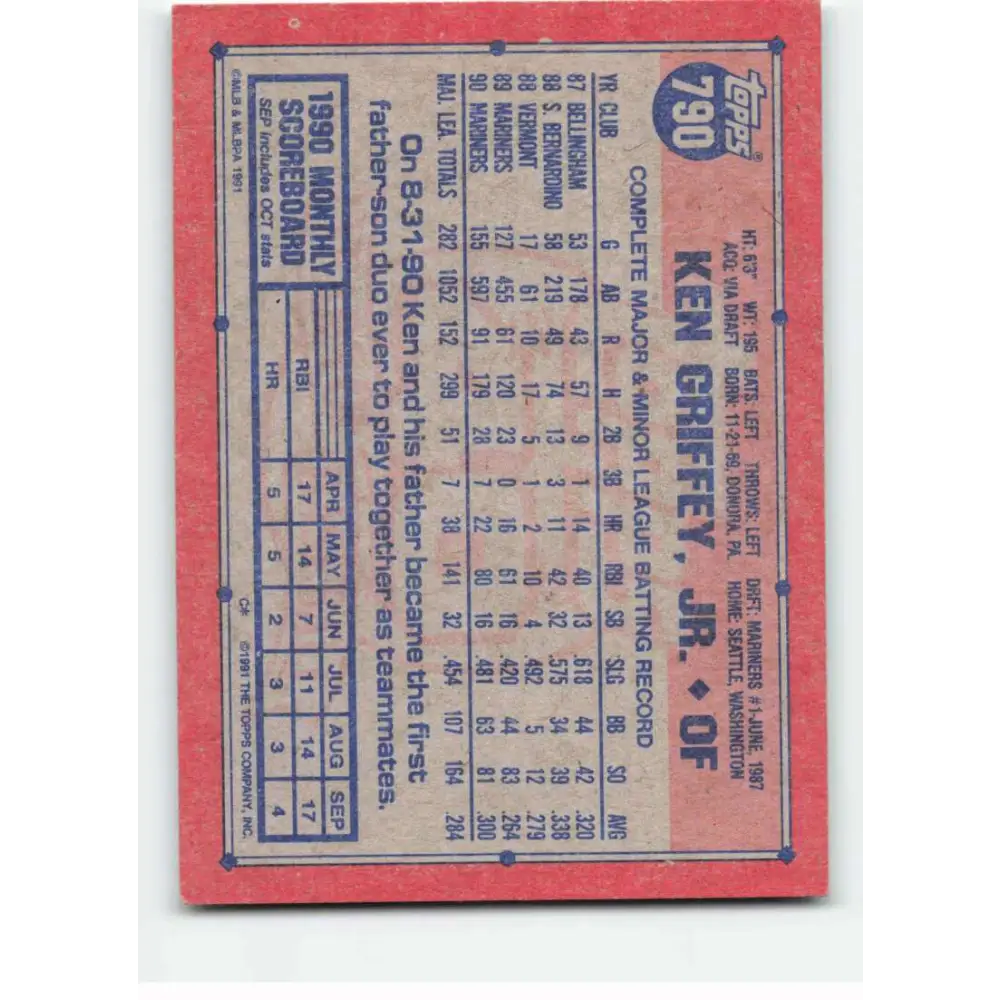 topps®
790
HT: 6'3" WT: 195 BATS: LEFT THROWS: LEFT DRFT: MARINERS #1-JUNE, 1987
ACQ: VIA DRAFT BORN: 11-21-69, DONORA, PA. HOME: SEATTLE, WASHINGTON
KEN GRIFFEY, JR. ◆ OF
COMPLETE MAJOR & MINOR LEAGUE BATTING RECORD
YR CLUB G AB R H 2B 3B HR RBI SB SLG BB SO AVG
87 BELLINGHAM 53 178 43 57 9 1 14 40 13 .618 44 42 .320
88 S. BERNARDINO 58 219 49 74 13 3 11 42 32 .575 34 39 .338
88 VERMONT 17 61 10 17 5 1 2 10 4 .492 5 12 .279
89 MARINERS 127 455 61 120 23 0 16 61 16 .420 44 83 .264
90 MARINERS 155 597 91 179 28 7 22 80 16 .481 63 81 .300
MAJ. LEA. TOTALS 282 1052 152 299 51 7 38 141 32 .454 107 164 .284
On 8-31-90 Ken and his father became the first
father-son duo ever to play together as teammates.
1990 MONTHLY
SCOREBOARD
SEP includes OCT stats
APR MAY JUN JUL AUG SEP
RBI 17 14 7 11 14 17
HR 5 5 2 3 3 4
©MLB & MLBPA 1991 C* ©1991 THE TOPPS COMPANY, INC.